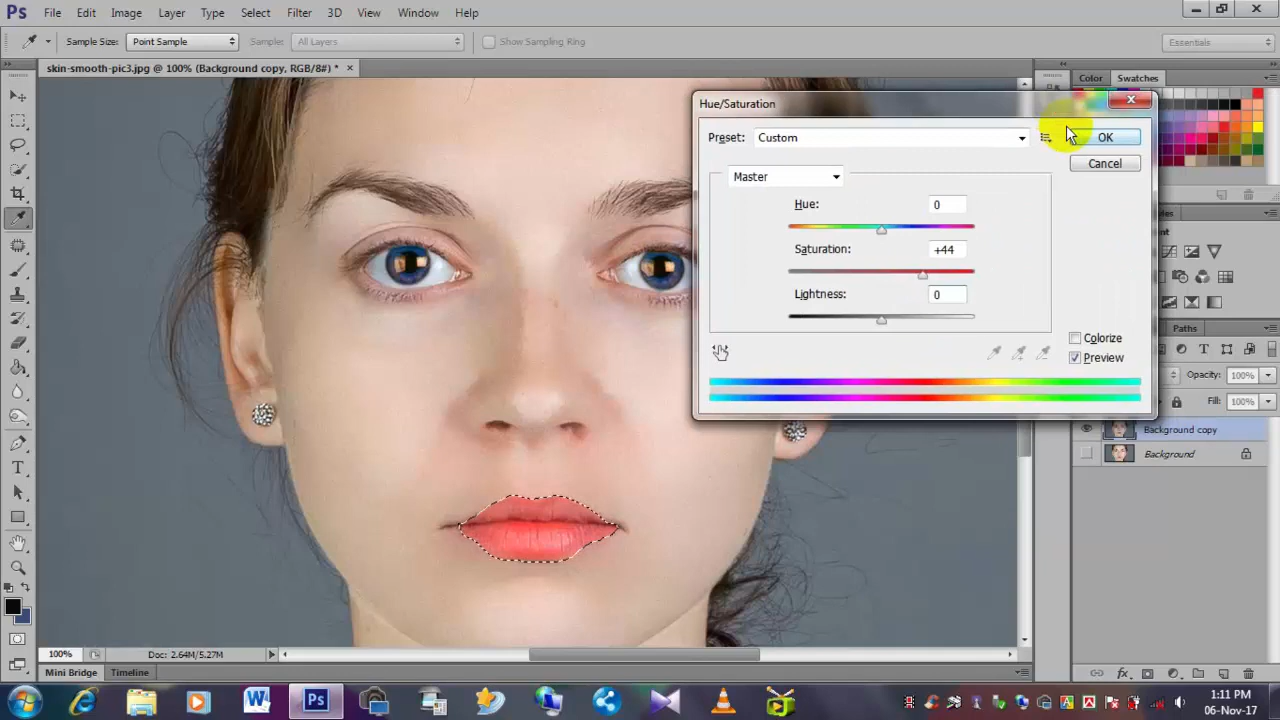 Ps File Edit Image Layer Type Select Filter 3D View Window Help
Sample Size: Point Sample Sample: All Layers Show Sampling Ring Essentials
skin-smooth-pic3.jpg @ 100% (Background copy, RGB/8#) * ×
Color Swatches
Hue/Saturation
Preset: Custom
OK
Cancel
Master
Hue: 0
Saturation: +44
Lightness: 0
Colorize
Preview
Paths
Opacity: 100%
Fill: 100%
Background copy
Background
100% Doc: 2.64M/5.27M
Mini Bridge Timeline
fx
W Ps
1:11 PM
06-Nov-17